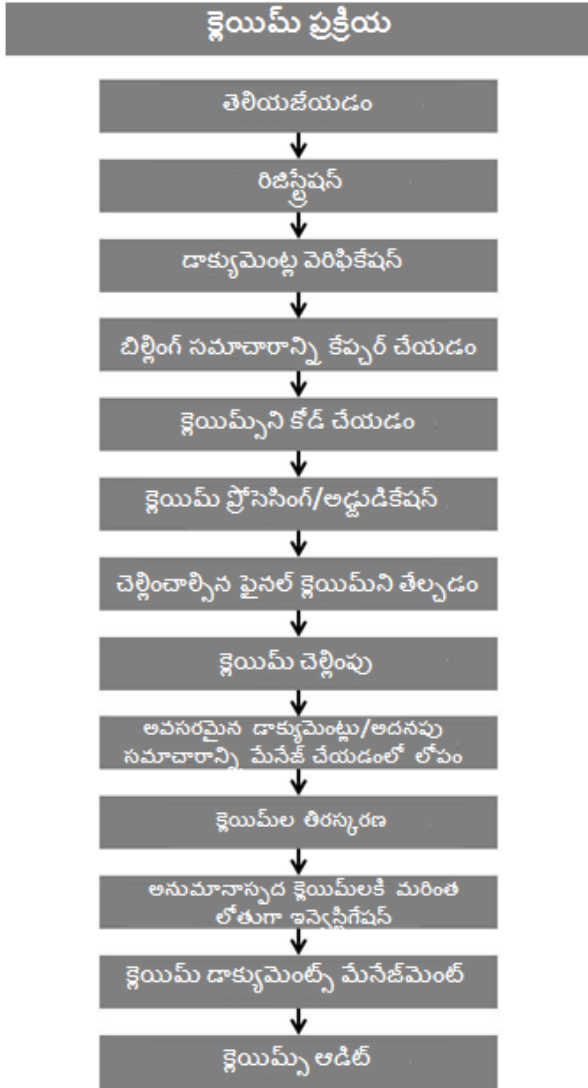 క్లెయిమ్ ప్రక్రియ
తెలియజేయడం
రిజిస్ట్రేషన్
డాక్యుమెంట్ల వెరిఫికేషన్
బిల్లింగ్ సమాచారాన్ని కేప్చర్ చేయడం
క్లెయిమ్స్‌ని కోడ్ చేయడం
క్లెయిమ్ ప్రోసెసింగ్/అడ్జుడికేషన్
చెల్లించాల్సిన ఫైనల్ క్లెయిమ్‌ని తేల్చడం
క్లెయిమ్ చెల్లింపు
అవసరమైన డాక్యుమెంట్లు/అదనపు
సమాచారాన్ని మేనేజ్ చేయడంలో లోపం
క్లెయిమ్‌ల తిరస్కరణ
అనుమానాస్పద క్లెయిమ్‌లకి మరింత
లోతుగా ఇన్వెస్టిగేషన్
క్లెయిమ్ డాక్యుమెంట్స్ మేనేజ్‌మెంట్
క్లెయిమ్స్ ఆడిట్